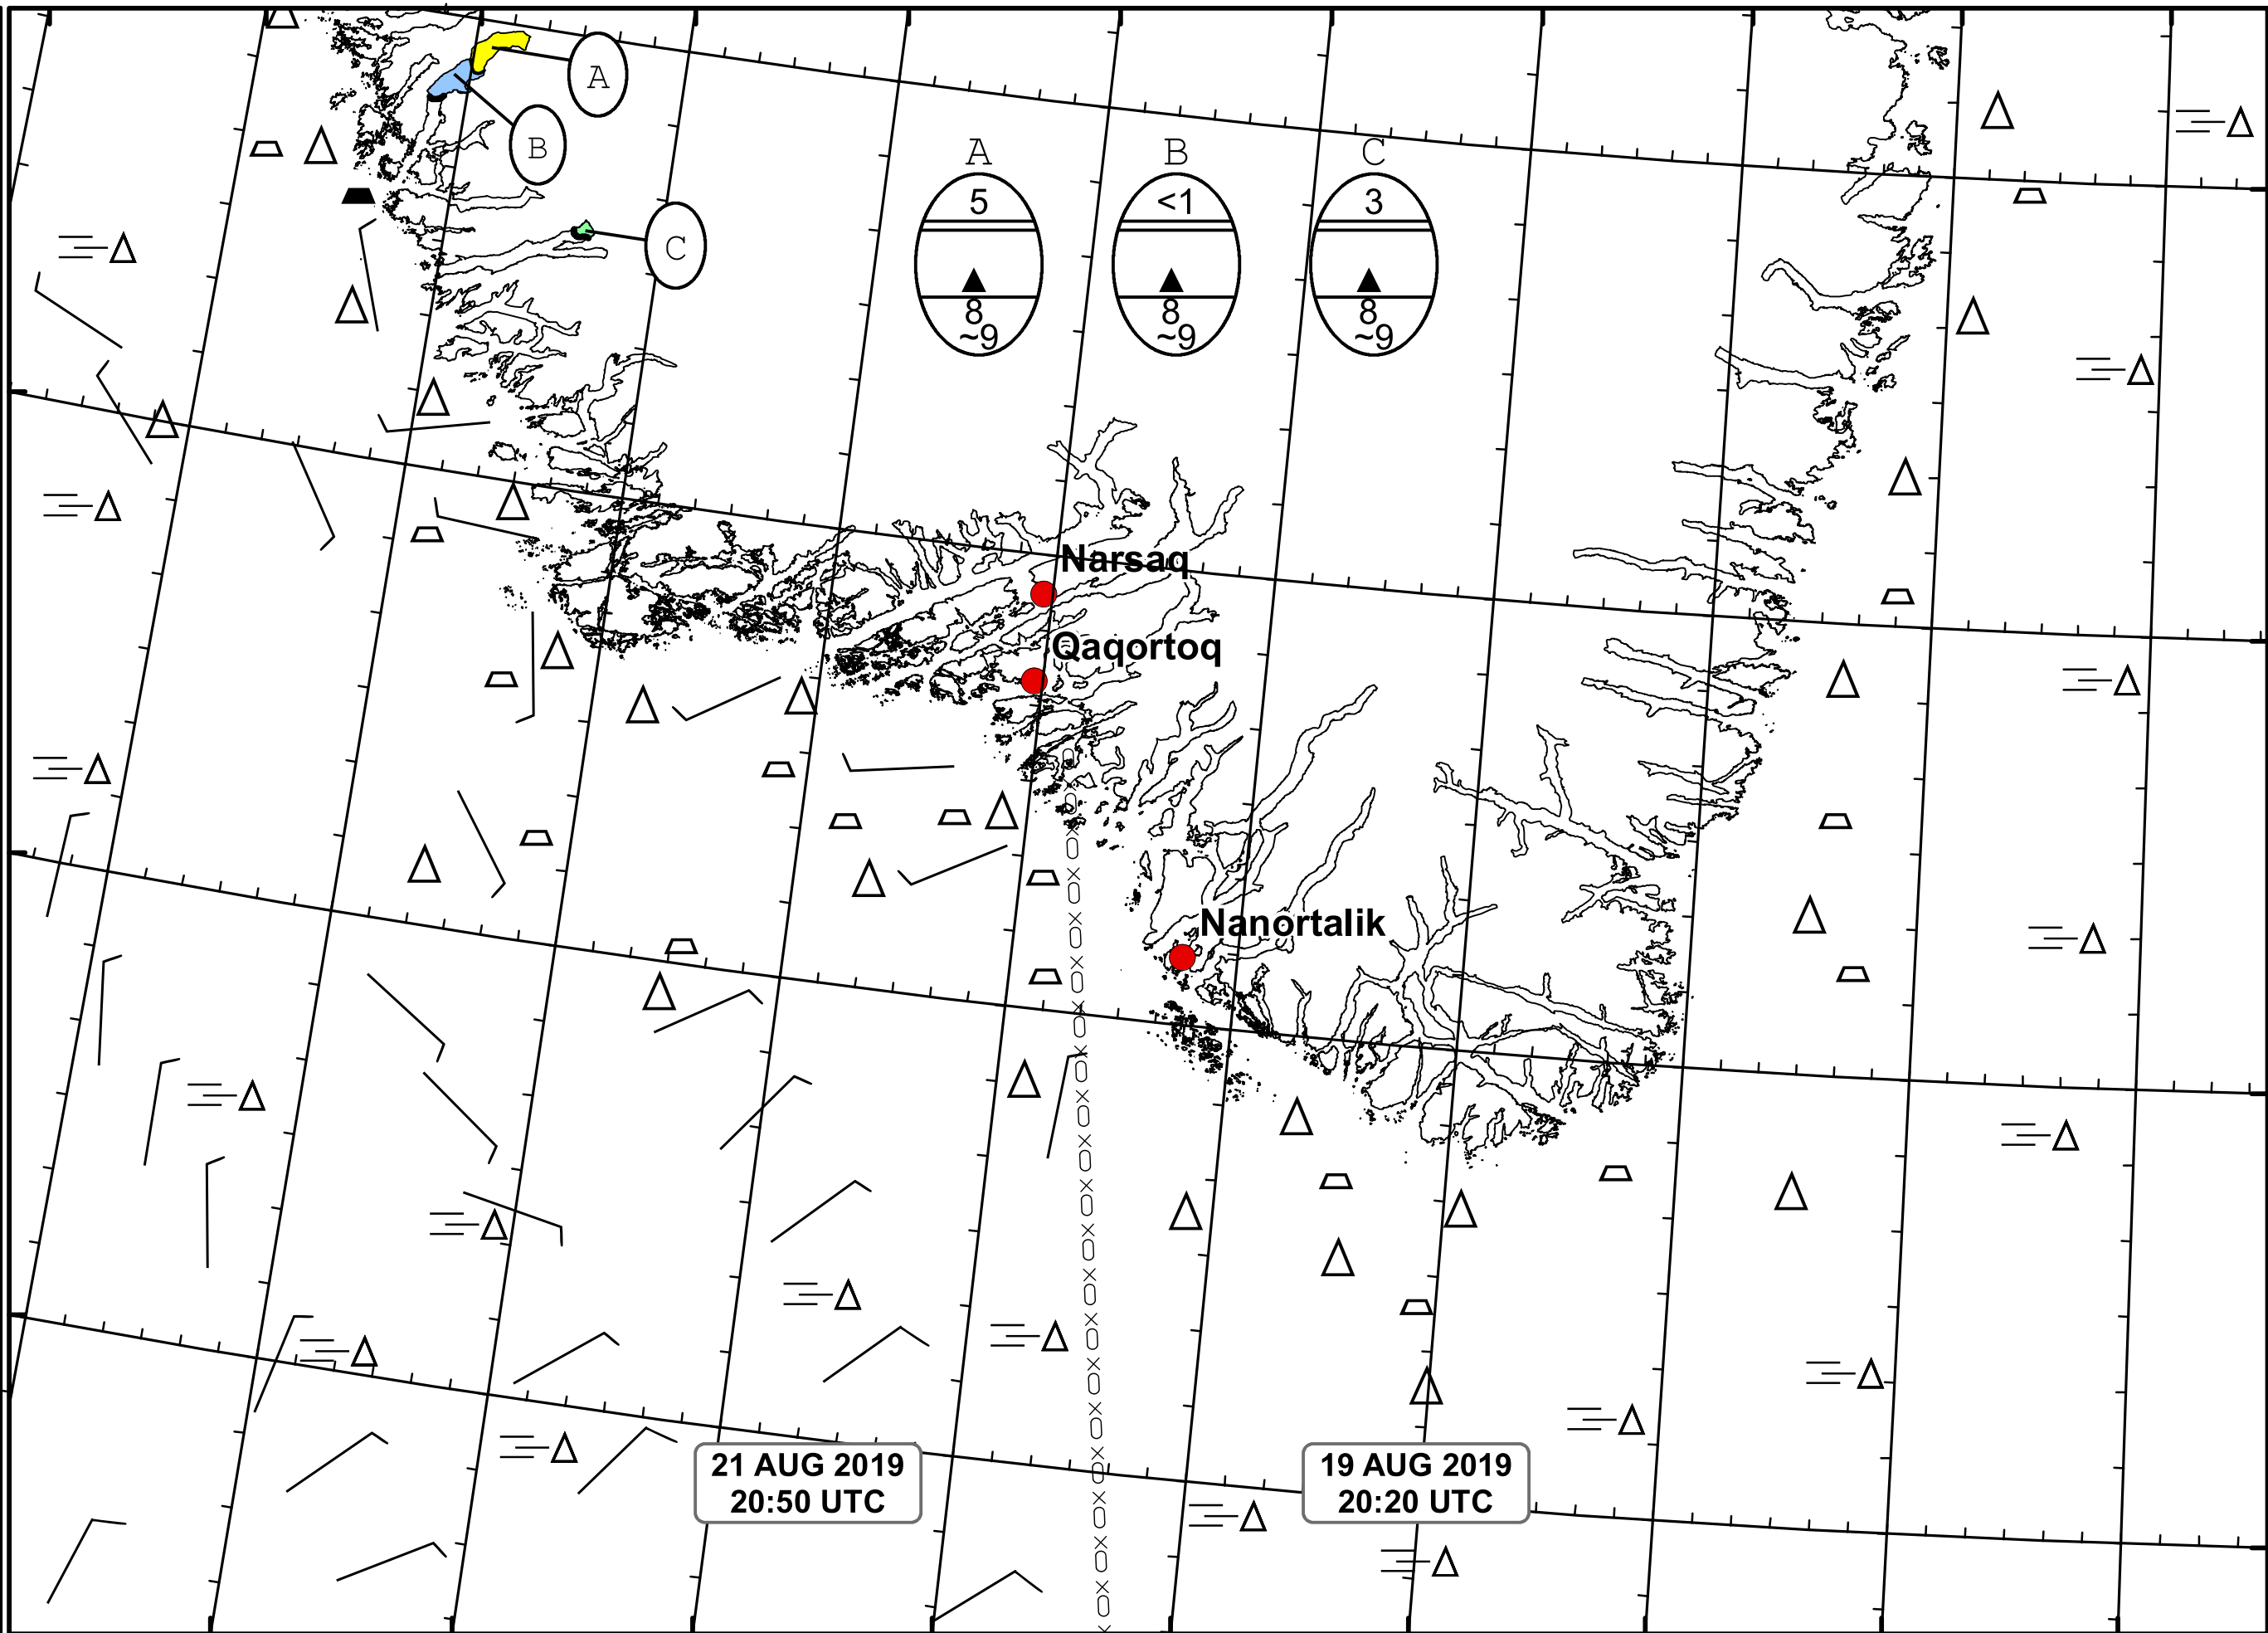 A
B
C
A B C
5 <1 3
8 8 8
~9 ~9 ~9
Narsaq
Qaqortoq
Nanortalik
21 AUG 2019
20:50 UTC
19 AUG 2019
20:20 UTC